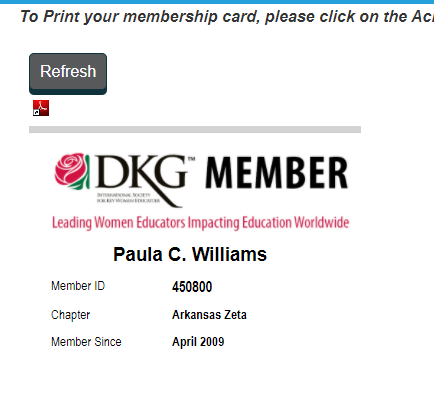 To Print your membership card, please click on the Ac
Refresh
DKG™ MEMBER
INTERNATIONAL SOCIETY
FOR KEY WOMEN EDUCATORS
Leading Women Educators Impacting Education Worldwide
Paula C. Williams
Member ID 450800
Chapter Arkansas Zeta
Member Since April 2009